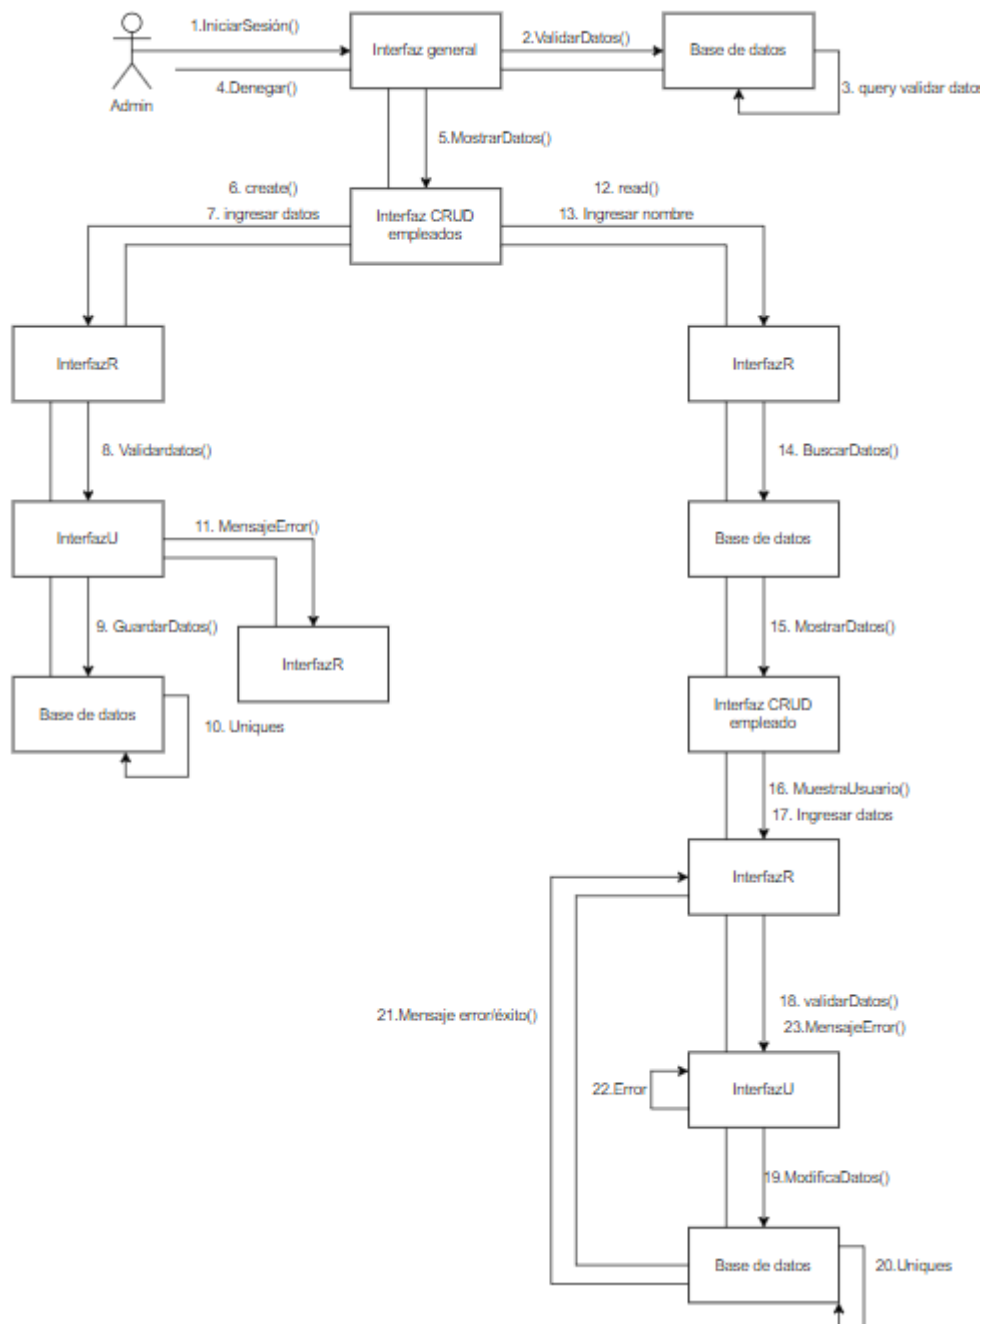 1.IniciarSesión()
Interfaz general
2.ValidarDatos()
Base de datos
4.Denegar()
3. query validar datos
Admin
5.MostrarDatos()
6. create()
7. ingresar datos
Interfaz CRUD
empleados
12. read()
13. Ingresar nombre
InterfazR
InterfazR
8. Validardatos()
14. BuscarDatos()
InterfazU
11. MensajeError()
Base de datos
9. GuardarDatos()
15. MostrarDatos()
InterfazR
Base de datos
10. Uniques
Interfaz CRUD
empleado
16. MuestraUsuario()
17. Ingresar datos
InterfazR
21.Mensaje error/éxito()
18. validarDatos()
23.MensajeError()
22.Error
InterfazU
19.ModificaDatos()
Base de datos
20.Uniques